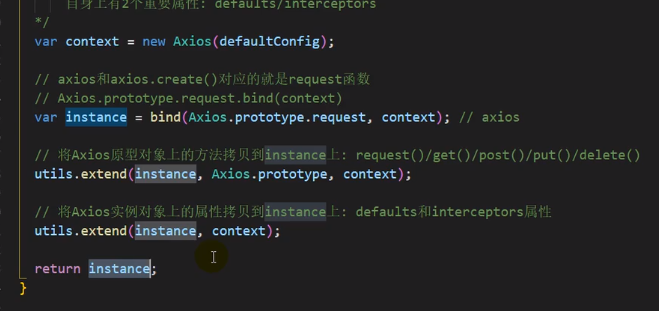 自身上有2个重要属性: defaults/interceptors
*/
var context = new Axios(defaultConfig);
// axios和axios.create()对应的就是request函数
// Axios.prototype.request.bind(context)
var instance = bind(Axios.prototype.request, context); // axios
// 将Axios原型对象上的方法拷贝到instance上: request()/get()/post()/put()/delete()
utils.extend(instance, Axios.prototype, context);
// 将Axios实例对象上的属性拷贝到instance上: defaults和interceptors属性
utils.extend(instance, context);
return instance;
}